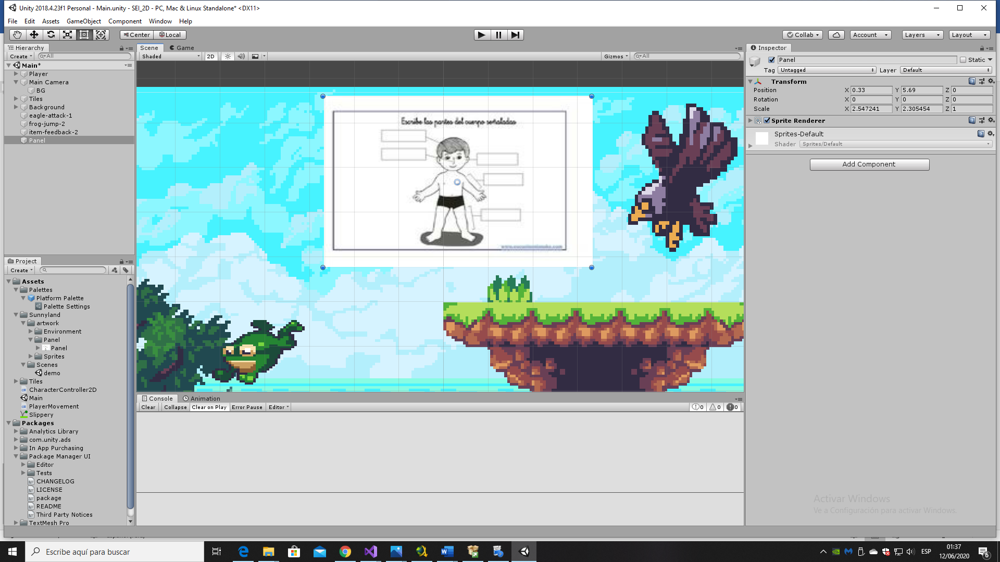 Unity 2018.4.23f1 Personal - Main.unity - SEI_2D - PC, Mac & Linux Standalone* <DX11>
File Edit Assets GameObject Component Window Help
Center Local
Collab Account Layers Layout
Hierarchy
Create All
Main*
Player
Main Camera
BG
Tiles
Background
eagle-attack-1
frog-jump-2
item-feedback-2
Panel
Scene Game
Shaded 2D Gizmos All
Escribe las partes del cuerpo señaladas
Inspector
Panel Static
Tag Untagged Layer Default
Transform
Position X 0.33 Y 5.69 Z 0
Rotation X 0 Y 0 Z 0
Scale X 2.547241 Y 2.305454 Z 1
Sprite Renderer
Sprites-Default
Shader Sprites/Default
Add Component
Project
Create
Assets
Palettes
Platform Palette
Palette Settings
Sunnyland
artwork
Environment
Panel
Panel
Sprites
Scenes
demo
Tiles
CharacterController2D
Main
PlayerMovement
Slippery
Packages
Analytics Library
com.unity.ads
In App Purchasing
Package Manager UI
Editor
Tests
CHANGELOG
LICENSE
package
README
Third Party Notices
TextMesh Pro
Console Animation
Clear Collapse Clear on Play Error Pause Editor 0 0 0
Activar Windows
Ve a Configuración para activar Windows.
Escribe aquí para buscar
ESP
01:37
12/06/2020
6